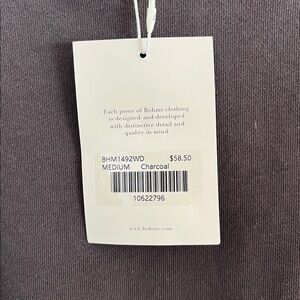 Each piece of Böhme clothing
is designed and developed
with distinctive detail and
quality in mind.
BHM1492WD $58.50
MEDIUM Charcoal
10622796
www.bohme.com